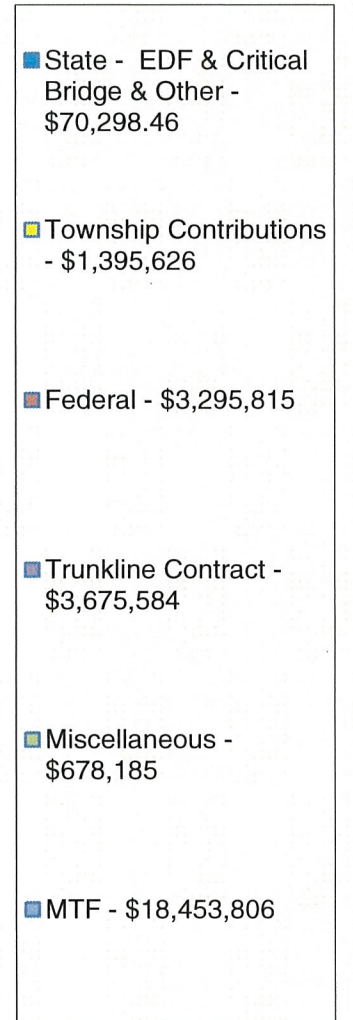 State - EDF & Critical
Bridge & Other -
$70,298.46
Township Contributions
- $1,395,626
Federal - $3,295,815
Trunkline Contract -
$3,675,584
Miscellaneous -
$678,185
MTF - $18,453,806